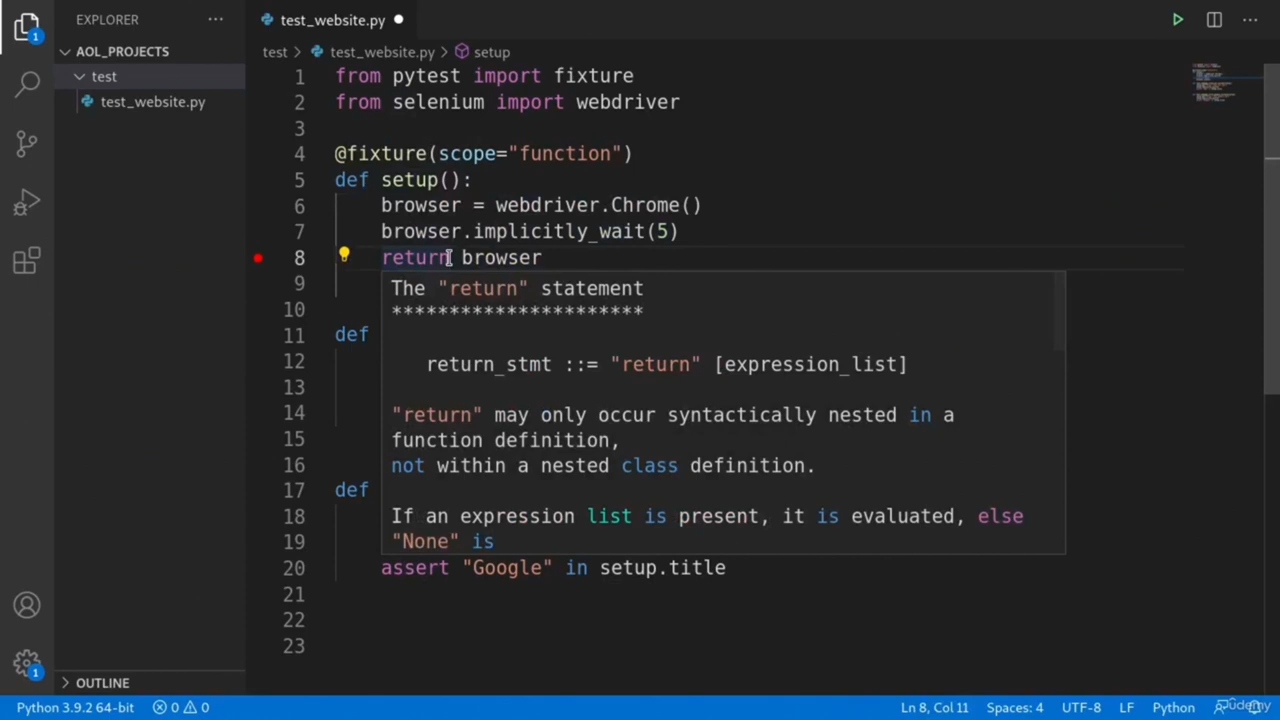 EXPLORER
test_website.py
1
AOL_PROJECTS
test
test_website.py
test > test_website.py > setup
1 from pytest import fixture
2 from selenium import webdriver
3
4 @fixture(scope="function")
5 def setup():
6 browser = webdriver.Chrome()
7 browser.implicitly_wait(5)
8 return browser
9
10
11 def
12
13
14
15
16
17 def
18
19
20 assert "Google" in setup.title
21
22
23
The "return" statement
**********************
return_stmt ::= "return" [expression_list]
"return" may only occur syntactically nested in a
function definition,
not within a nested class definition.
If an expression list is present, it is evaluated, else
"None" is
1
OUTLINE
Python 3.9.2 64-bit
0
0
Ln 8, Col 11
Spaces: 4
UTF-8
LF
Python
Udemy